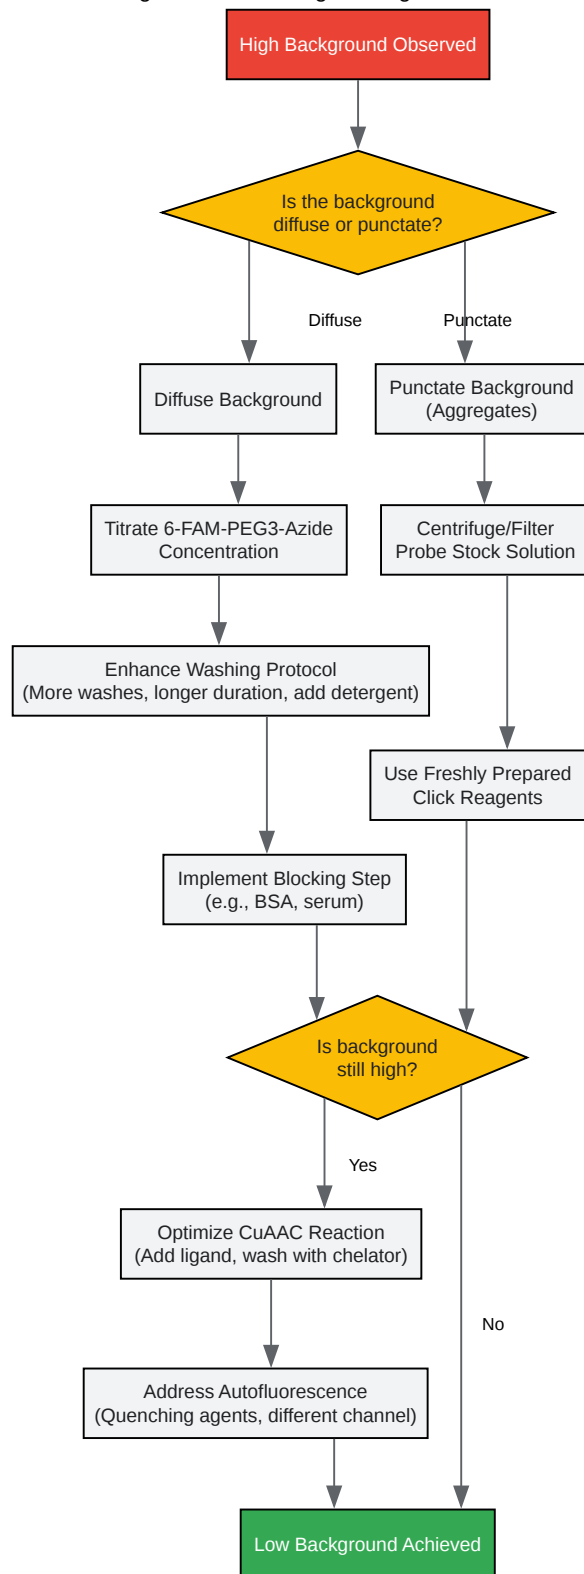 High Background Observed
Is the background
diffuse or punctate?
Diffuse
Punctate
Diffuse Background
Punctate Background
(Aggregates)
Titrate 6-FAM-PEG3-Azide
Concentration
Centrifuge/Filter
Probe Stock Solution
Enhance Washing Protocol
(More washes, longer duration, add detergent)
Use Freshly Prepared
Click Reagents
Implement Blocking Step
(e.g., BSA, serum)
Is background
still high?
Yes
Optimize CuAAC Reaction
(Add ligand, wash with chelator)
No
Address Autofluorescence
(Quenching agents, different channel)
Low Background Achieved